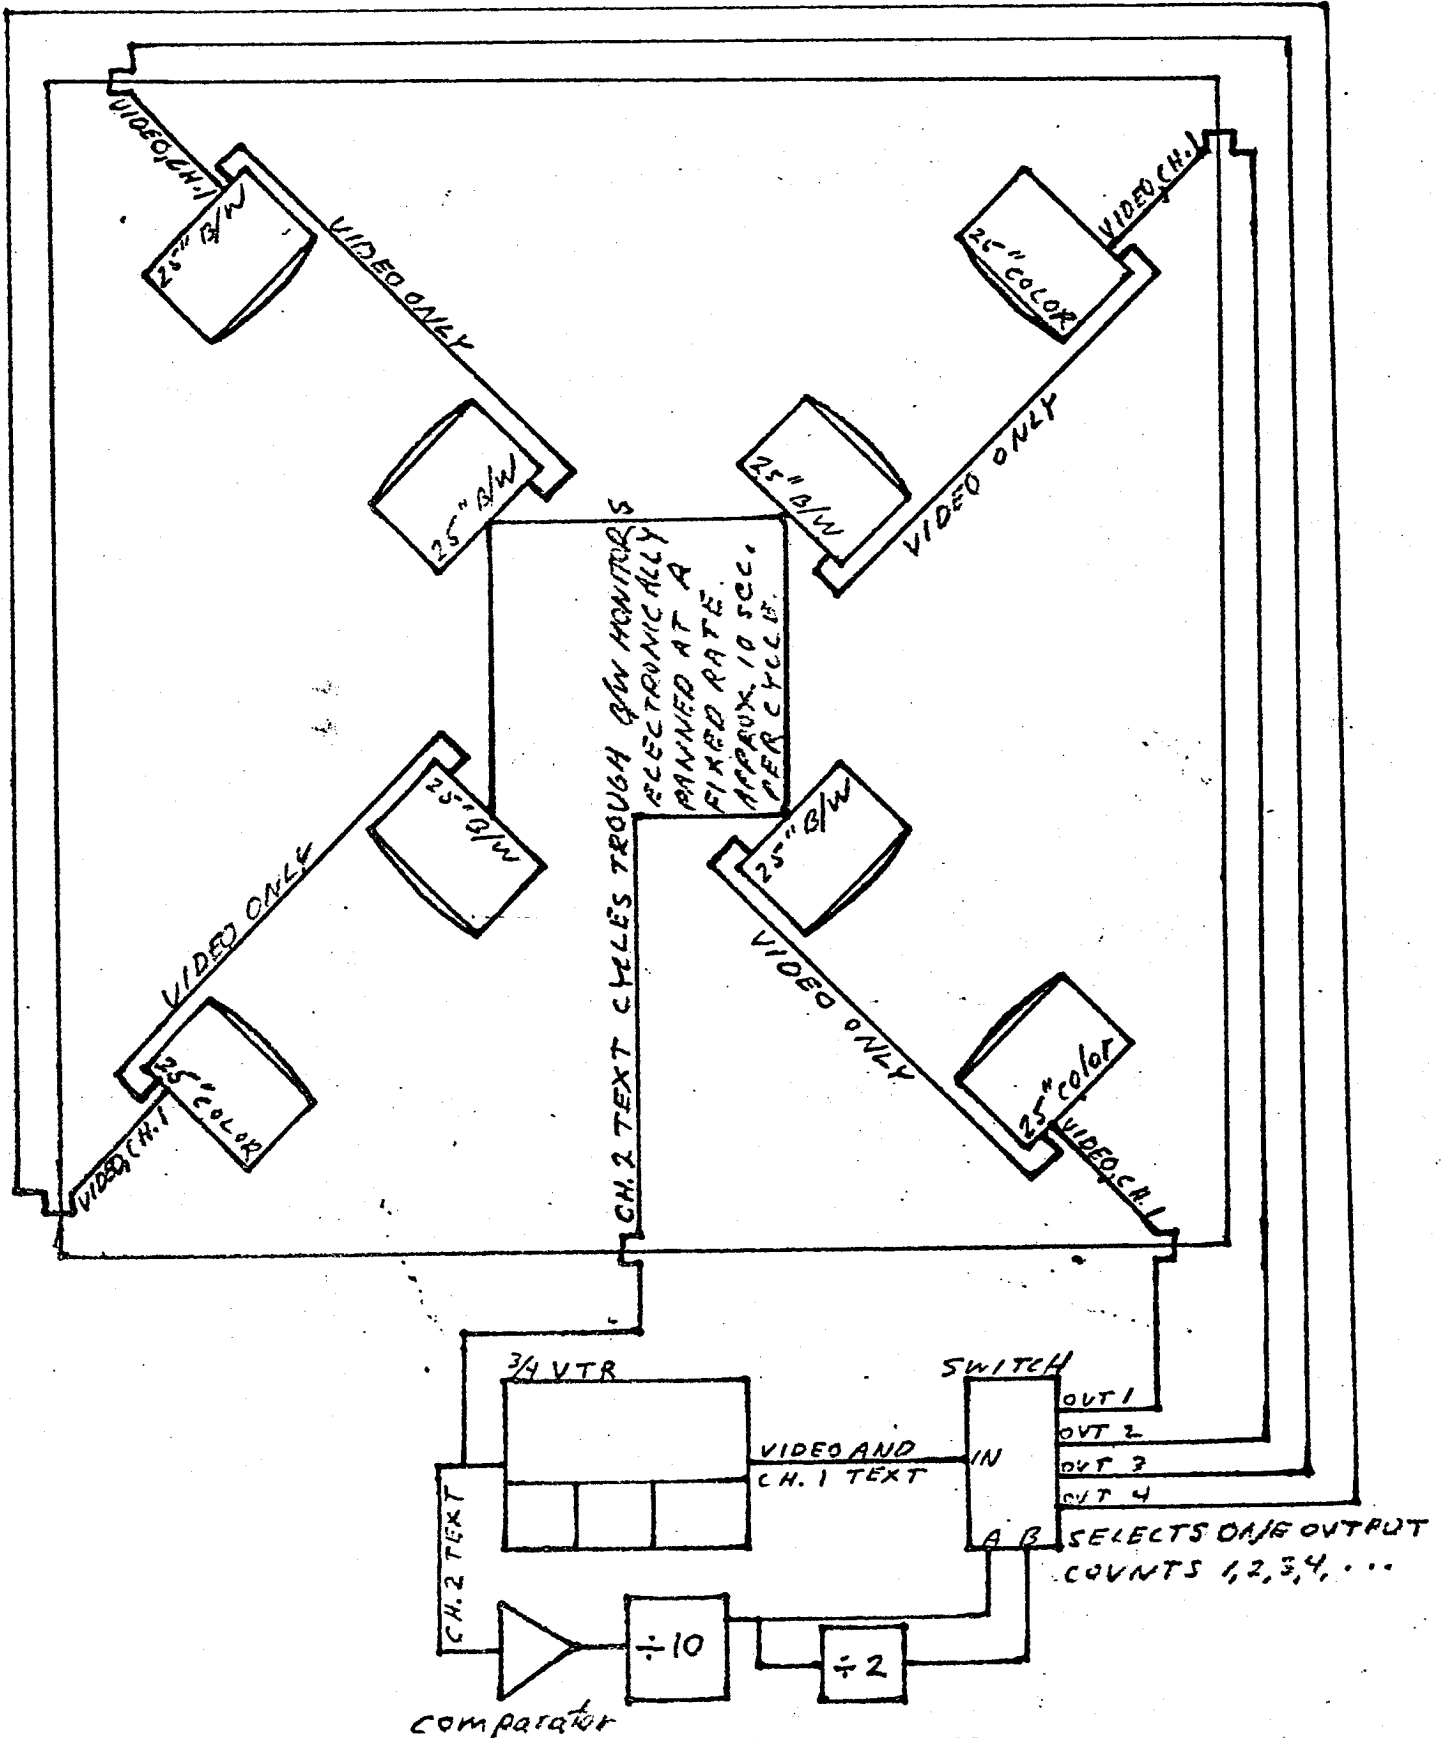 VIDEO, CH.1
25" B/W
VIDEO ONLY
25" B/W
VIDEO, CH.1
25" COLOR
VIDEO ONLY
25" B/W
CH. 2 TEXT CYCLES TROUGH B/W MONITORS
ELECTRONICALLY
PANNED AT A
FIXED RATE.
APPROX. 10 SEC.
PER CYCLE.
25" B/W
VIDEO ONLY
25" COLOR
VIDEO, CH.1
25" B/W
VIDEO ONLY
25" color
VIDEO, CH.1
3/4 VTR
SWITCH
VIDEO AND
CH. 1 TEXT
IN
OUT 1
OUT 2
OUT 3
OUT 4
A B
SELECTS ONE OUTPUT
COUNTS 1, 2, 3, 4, ...
CH. 2 TEXT
÷10
÷2
comparator